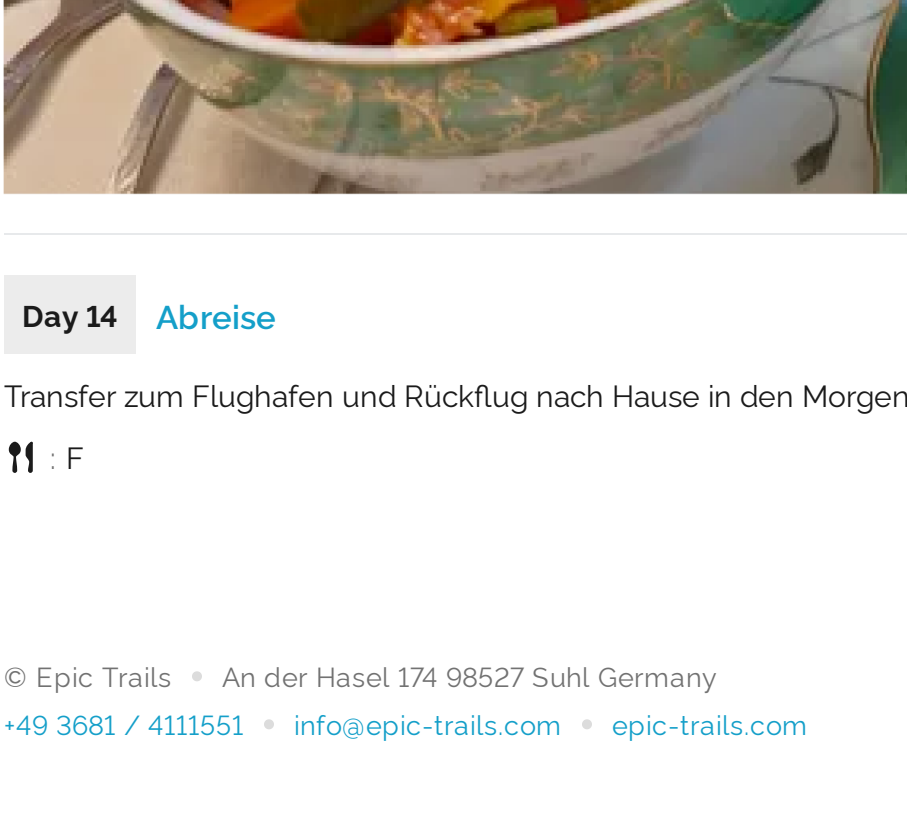 Day 14 Abreise
Transfer zum Flughafen und Rückflug nach Hause in den Morgen
: F
© Epic Trails • An der Hasel 174 98527 Suhl Germany
+49 3681 / 4111551 • info@epic-trails.com • epic-trails.com